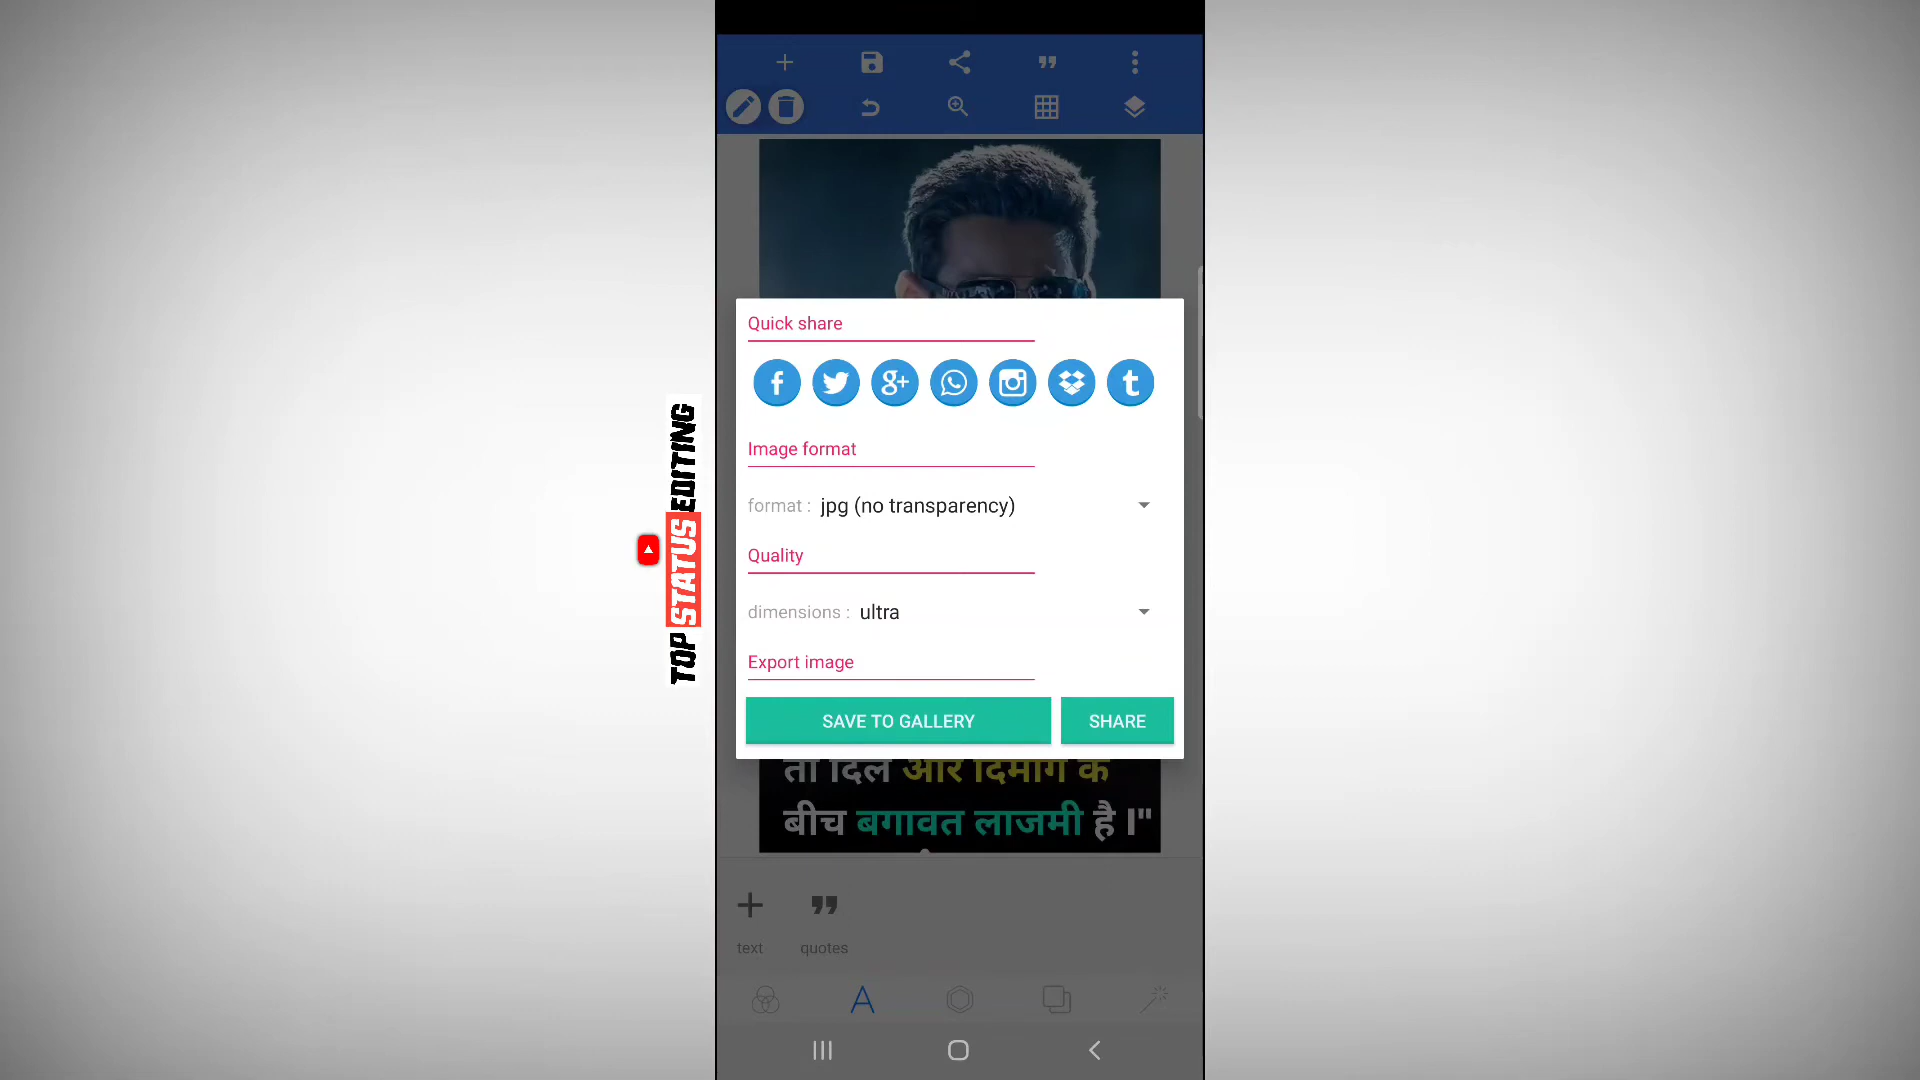 Quick share
Image format
format : jpg (no transparency)
Quality
dimensions : ultra
Export image
SAVE TO GALLERY
SHARE
तो दिल और दिमाग के
बीच बगावत लाजमी है I"
text
quotes
TOP STATUS EDITING